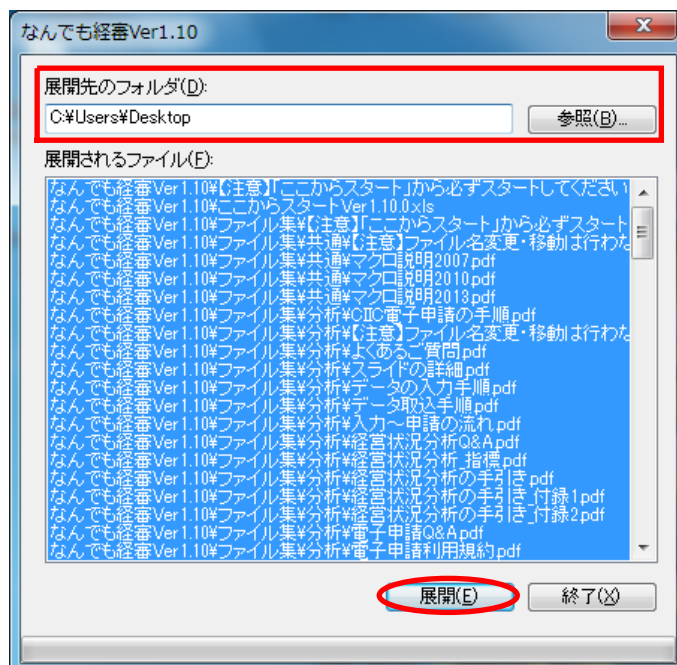 なんでも経審Ver1.10
展開先のフォルダ(D):
C:¥Users¥Desktop
参照(B)...
展開されるファイル(F):
なんでも経審Ver1.10¥【注意】「ここからスタート」から必ずスタートしてください
なんでも経審Ver1.10¥ここからスタートVer1.10.0.xls
なんでも経審Ver1.10¥ファイル集¥【注意】「ここからスタート」から必ずスタート
なんでも経審Ver1.10¥ファイル集¥共通¥【注意】ファイル名変更・移動は行わな
なんでも経審Ver1.10¥ファイル集¥共通¥マクロ説明2007.pdf
なんでも経審Ver1.10¥ファイル集¥共通¥マクロ説明2010.pdf
なんでも経審Ver1.10¥ファイル集¥共通¥マクロ説明2013.pdf
なんでも経審Ver1.10¥ファイル集¥分析¥CIIC電子申請の手順.pdf
なんでも経審Ver1.10¥ファイル集¥分析¥【注意】ファイル名変更・移動は行わな
なんでも経審Ver1.10¥ファイル集¥分析¥よくあるご質問.pdf
なんでも経審Ver1.10¥ファイル集¥分析¥スライドの詳細.pdf
なんでも経審Ver1.10¥ファイル集¥分析¥データの入力手順.pdf
なんでも経審Ver1.10¥ファイル集¥分析¥データ取込手順.pdf
なんでも経審Ver1.10¥ファイル集¥分析¥入力～申請の流れ.pdf
なんでも経審Ver1.10¥ファイル集¥分析¥経営状況分析Q&A.pdf
なんでも経審Ver1.10¥ファイル集¥分析¥経営状況分析_指標.pdf
なんでも経審Ver1.10¥ファイル集¥分析¥経営状況分析の手引き.pdf
なんでも経審Ver1.10¥ファイル集¥分析¥経営状況分析の手引き_付録1.pdf
なんでも経審Ver1.10¥ファイル集¥分析¥経営状況分析の手引き_付録2.pdf
なんでも経審Ver1.10¥ファイル集¥分析¥電子申請Q&A.pdf
なんでも経審Ver1.10¥ファイル集¥分析¥電子申請利用規約.pdf
展開(E)
終了(X)